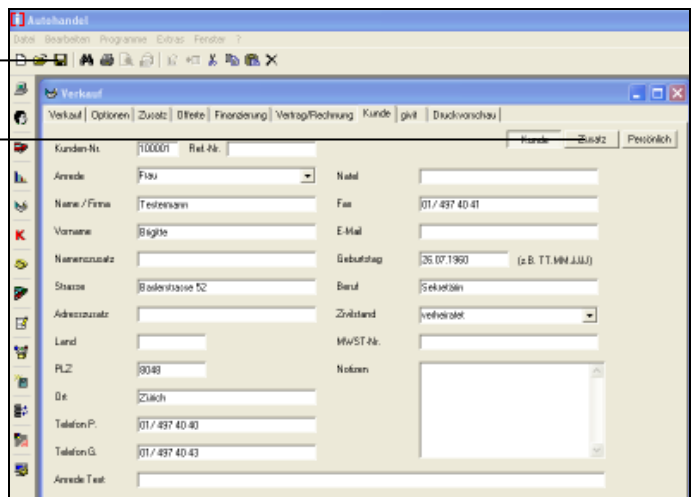 Autohandel
Datei Bearbeiten Programme Extras Fenster ?
Verkauf
Verkauf Optionen Zusatz Offerte Finanzierung Vertrag/Rechnung Kunde givit Druckvorschau
Kunde Zusatz Persönlich
Kunden-Nr. 100001 Ref.-Nr.
Anrede Frau Natel
Name / Firma Testemann Fax 01 / 497 40 41
Vorname Brigitte E-Mail
Namenszusatz Geburtstag 26.07.1960 (z.B. TT.MM.JJJJ)
Strasse Baslerstrasse 52 Beruf Sekretärin
Adresszusatz Zivilstand verheiratet
Land MWST-Nr.
PLZ 8048 Notizen
Ort Zürich
Telefon P. 01 / 497 40 40
Telefon G. 01 / 497 40 43
Anrede Text